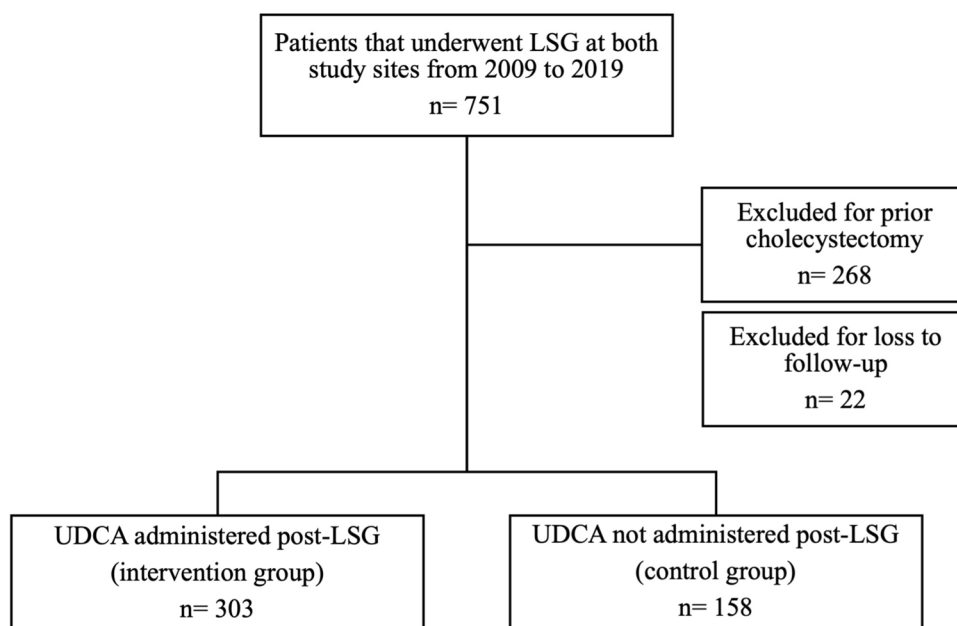 Patients that underwent LSG at both
study sites from 2009 to 2019
n= 751
Excluded for prior
cholecystectomy
n= 268
Excluded for loss to
follow-up
n= 22
UDCA administered post-LSG
(intervention group)
n= 303
UDCA not administered post-LSG
(control group)
n= 158